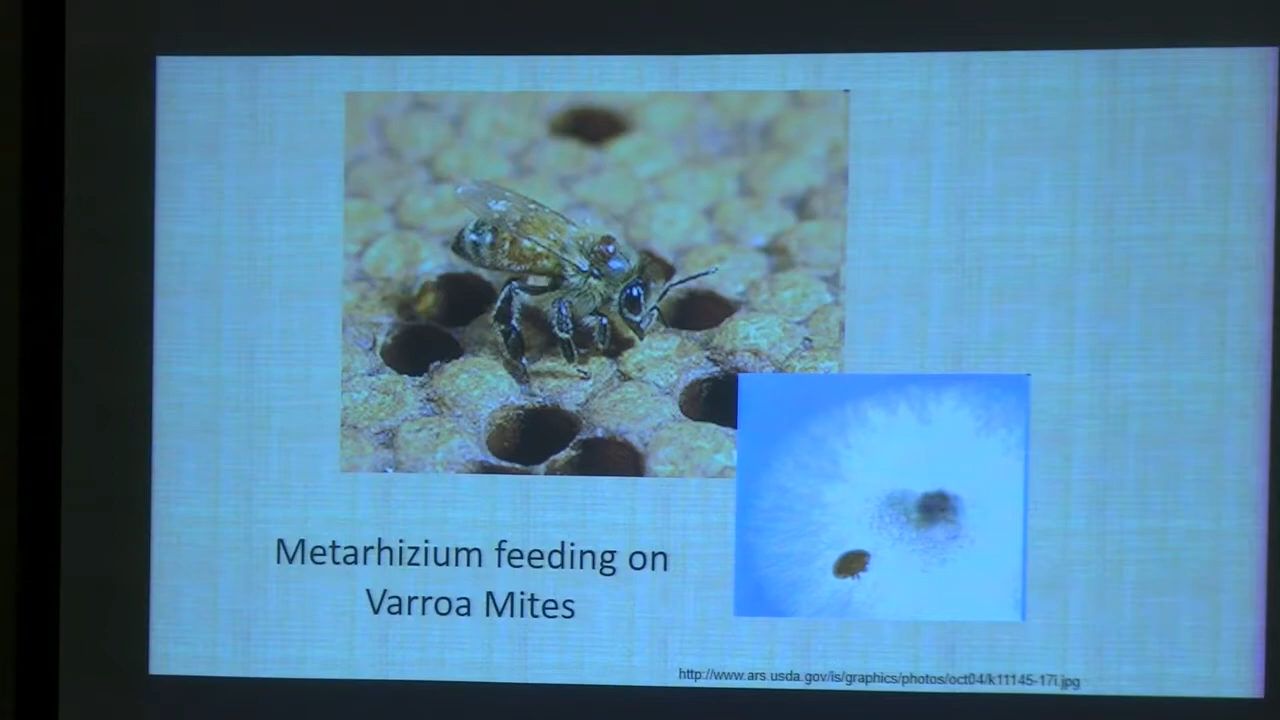 Metarhizium feeding on
Varroa Mites
http://www.ars.usda.gov/is/graphics/photos/oct04/k11145-17i.jpg